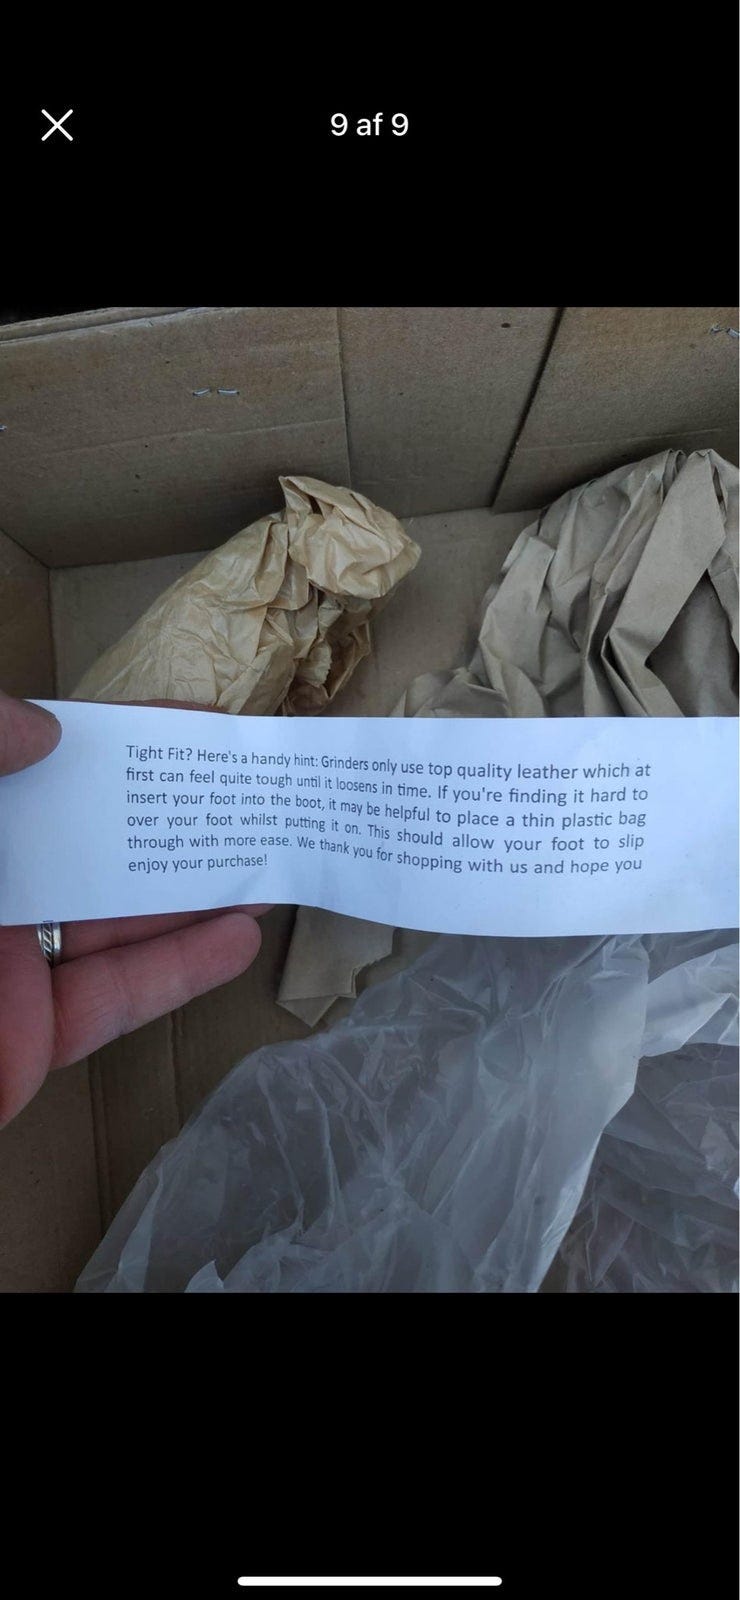 9 af 9
Tight Fit? Here's a handy hint: Grinders only use top quality leather which at
first can feel quite tough until it loosens in time. If you're finding it hard to
insert your foot into the boot, it may be helpful to place a thin plastic bag
over your foot whilst putting it on. This should allow your foot to slip
through with more ease. We thank you for shopping with us and hope you
enjoy your purchase!